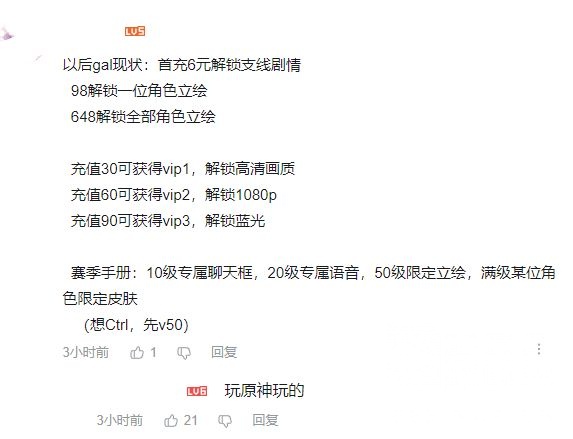 LV5
以后gal现状：首充6元解锁支线剧情
98解锁一位角色立绘
648解锁全部角色立绘
充值30可获得vip1，解锁高清画质
充值60可获得vip2，解锁1080p
充值90可获得vip3，解锁蓝光
赛季手册：10级专属聊天框，20级专属语音，50级限定立绘，满级某位角
色限定皮肤
(想Ctrl，先v50)
3小时前 1 回复
LV6 玩原神玩的
3小时前 21 回复